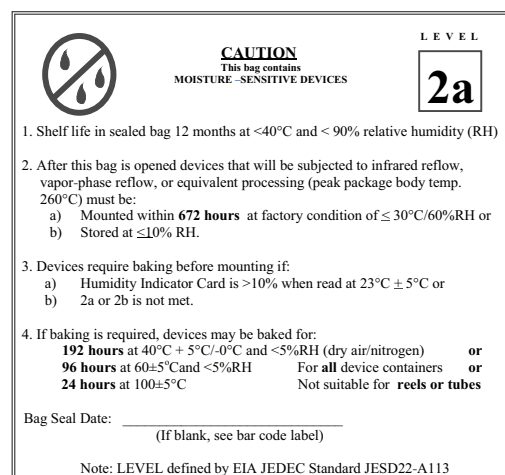 LEVEL
CAUTION
This bag contains
MOISTURE –SENSITIVE DEVICES
2a
1. Shelf life in sealed bag 12 months at <40°C and < 90% relative humidity (RH)
2. After this bag is opened devices that will be subjected to infrared reflow,
vapor-phase reflow, or equivalent processing (peak package body temp.
260°C) must be:
a) Mounted within 672 hours at factory condition of ≤ 30°C/60%RH or
b) Stored at ≤10% RH.
3. Devices require baking before mounting if:
a) Humidity Indicator Card is >10% when read at 23°C ± 5°C or
b) 2a or 2b is not met.
4. If baking is required, devices may be baked for:
192 hours at 40°C + 5°C/-0°C and <5%RH (dry air/nitrogen) or
96 hours at 60±5°Cand <5%RH For all device containers or
24 hours at 100±5°C Not suitable for reels or tubes
Bag Seal Date: ______________________________
(If blank, see bar code label)
Note: LEVEL defined by EIA JEDEC Standard JESD22-A113